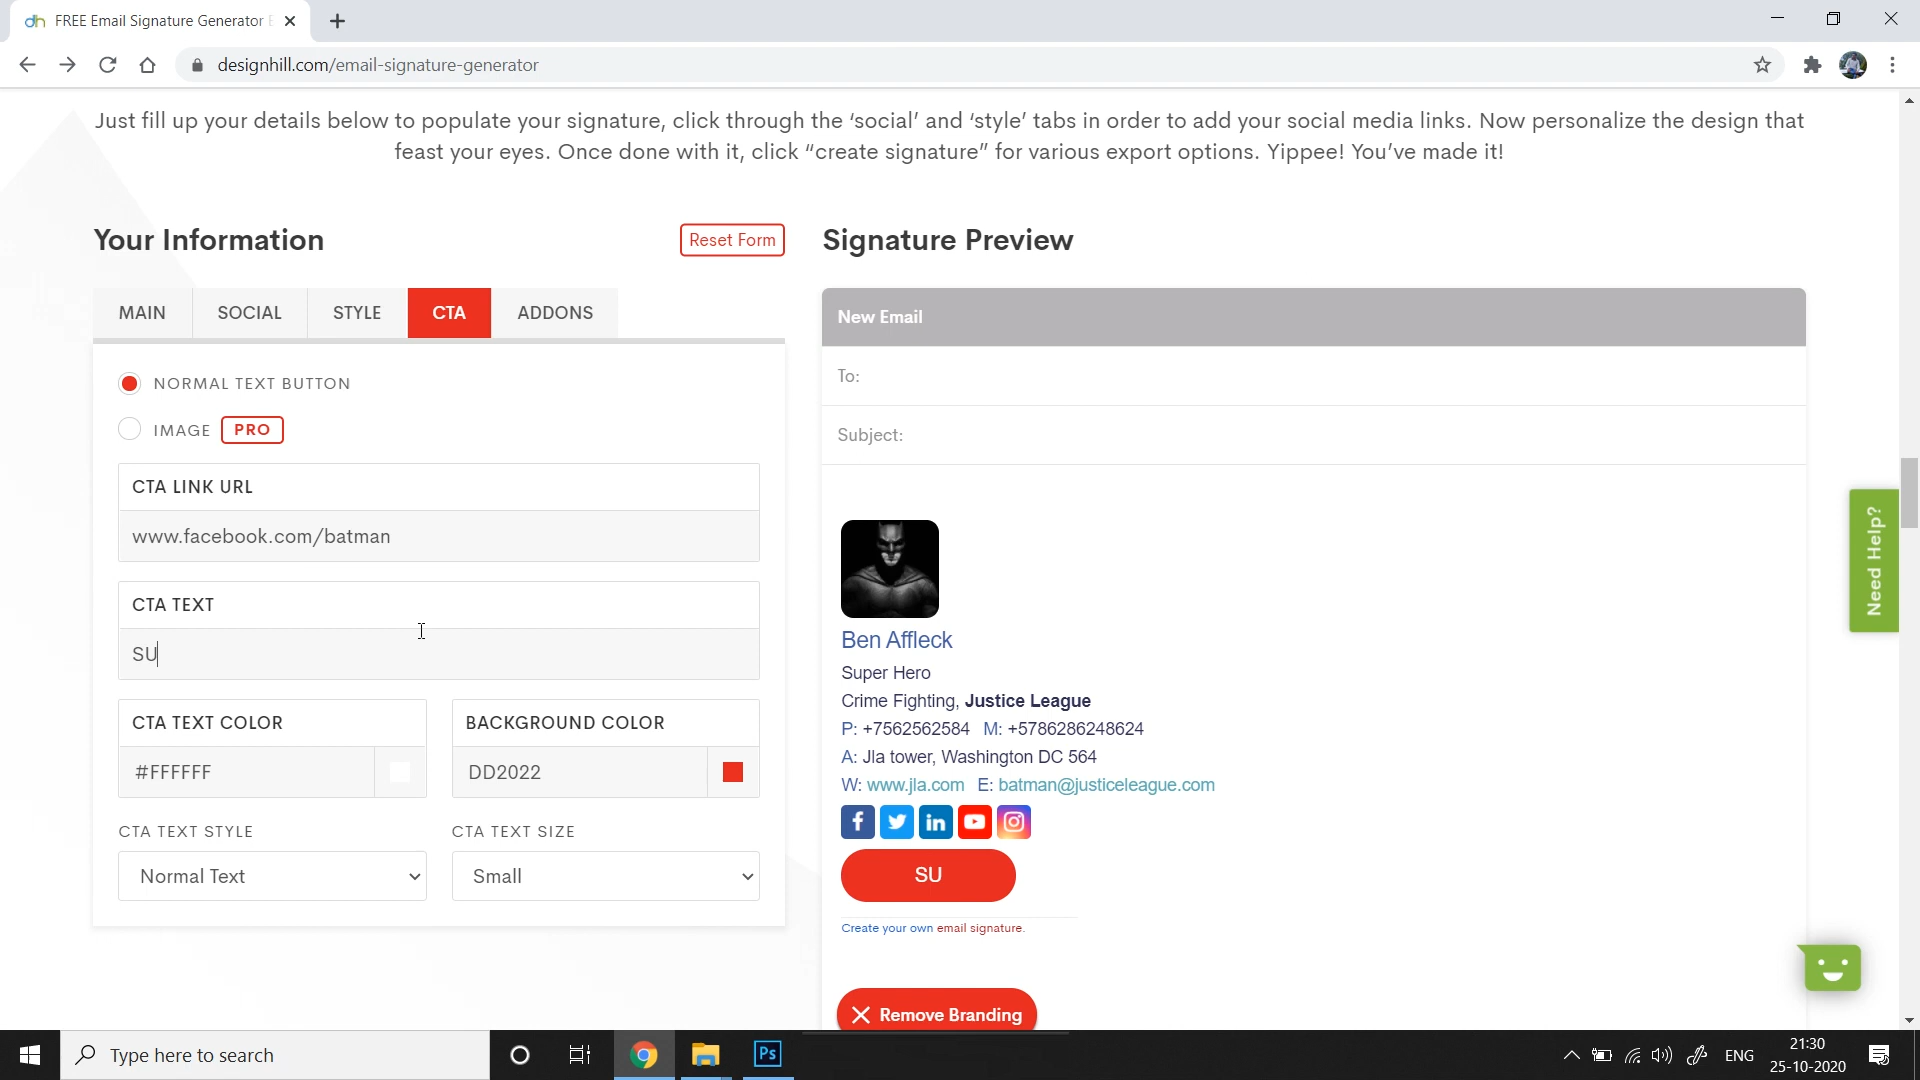 FREE Email Signature Generator
designhill.com/email-signature-generator
Just fill up your details below to populate your signature, click through the ‘social’ and ‘style’ tabs in order to add your social media links. Now personalize the design that
feast your eyes. Once done with it, click “create signature” for various export options. Yippee! You’ve made it!
Your Information
Reset Form
Signature Preview
MAIN
SOCIAL
STYLE
CTA
ADDONS
NORMAL TEXT BUTTON
IMAGE
PRO
CTA LINK URL
www.facebook.com/batman
CTA TEXT
SU
CTA TEXT COLOR
BACKGROUND COLOR
#FFFFFF
DD2022
CTA TEXT STYLE
CTA TEXT SIZE
Normal Text
Small
New Email
To:
Subject:
Ben Affleck
Super Hero
Crime Fighting, Justice League
P: +7562562584 M: +5786286248624
A: Jla tower, Washington DC 564
W: www.jla.com E: batman@justiceleague.com
SU
Create your own email signature.
Remove Branding
Need Help?
Type here to search
Ps
ENG
21:30
25-10-2020